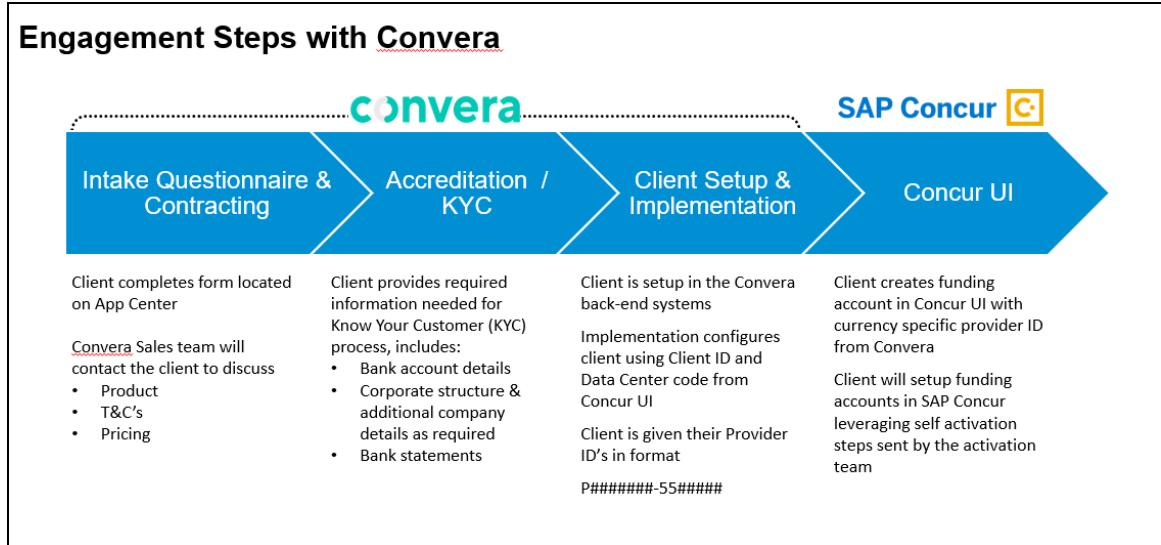 Engagement Steps with Convera
convera
SAP Concur C
Intake Questionnaire &
Contracting
Accreditation /
KYC
Client Setup &
Implementation
Concur UI
Client completes form located
on App Center
Convera Sales team will
contact the client to discuss
• Product
• T&C's
• Pricing
Client provides required
information needed for
Know Your Customer (KYC)
process, includes:
• Bank account details
• Corporate structure &
additional company
details as required
• Bank statements
Client is setup in the Convera
back-end systems
Implementation configures
client using Client ID and
Data Center code from
Concur UI
Client is given their Provider
ID's in format
P#######-55#####
Client creates funding
account in Concur UI with
currency specific provider ID
from Convera
Client will setup funding
accounts in SAP Concur
leveraging self activation
steps sent by the activation
team